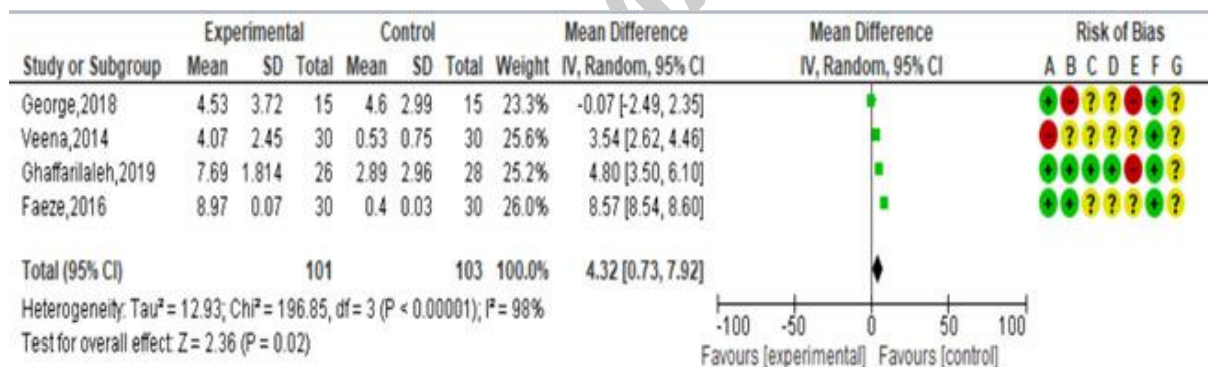 Experimental Control Mean Difference Mean Difference Risk of Bias
Study or Subgroup Mean SD Total Mean SD Total Weight IV, Random, 95% CI IV, Random, 95% CI A B C D E F G
George,2018 4.53 3.72 15 4.6 2.99 15 23.3% -0.07 [-2.49, 2.35] + - ? ? - + ?
Veena,2014 4.07 2.45 30 0.53 0.75 30 25.6% 3.54 [2.62, 4.46] - ? ? ? ? + ?
Ghaffarilaleh,2019 7.69 1.814 26 2.89 2.96 28 25.2% 4.80 [3.50, 6.10] + + + + - + ?
Faeze,2016 8.97 0.07 30 0.4 0.03 30 26.0% 8.57 [8.54, 8.60] + + ? ? ? + ?
Total (95% CI) 101 103 100.0% 4.32 [0.73, 7.92]
Heterogeneity: Tau² = 12.93; Chi² = 196.85, df = 3 (P < 0.00001); I² = 98%
Test for overall effect: Z = 2.36 (P = 0.02)
-100 -50 0 50 100
Favours [experimental] Favours [control]